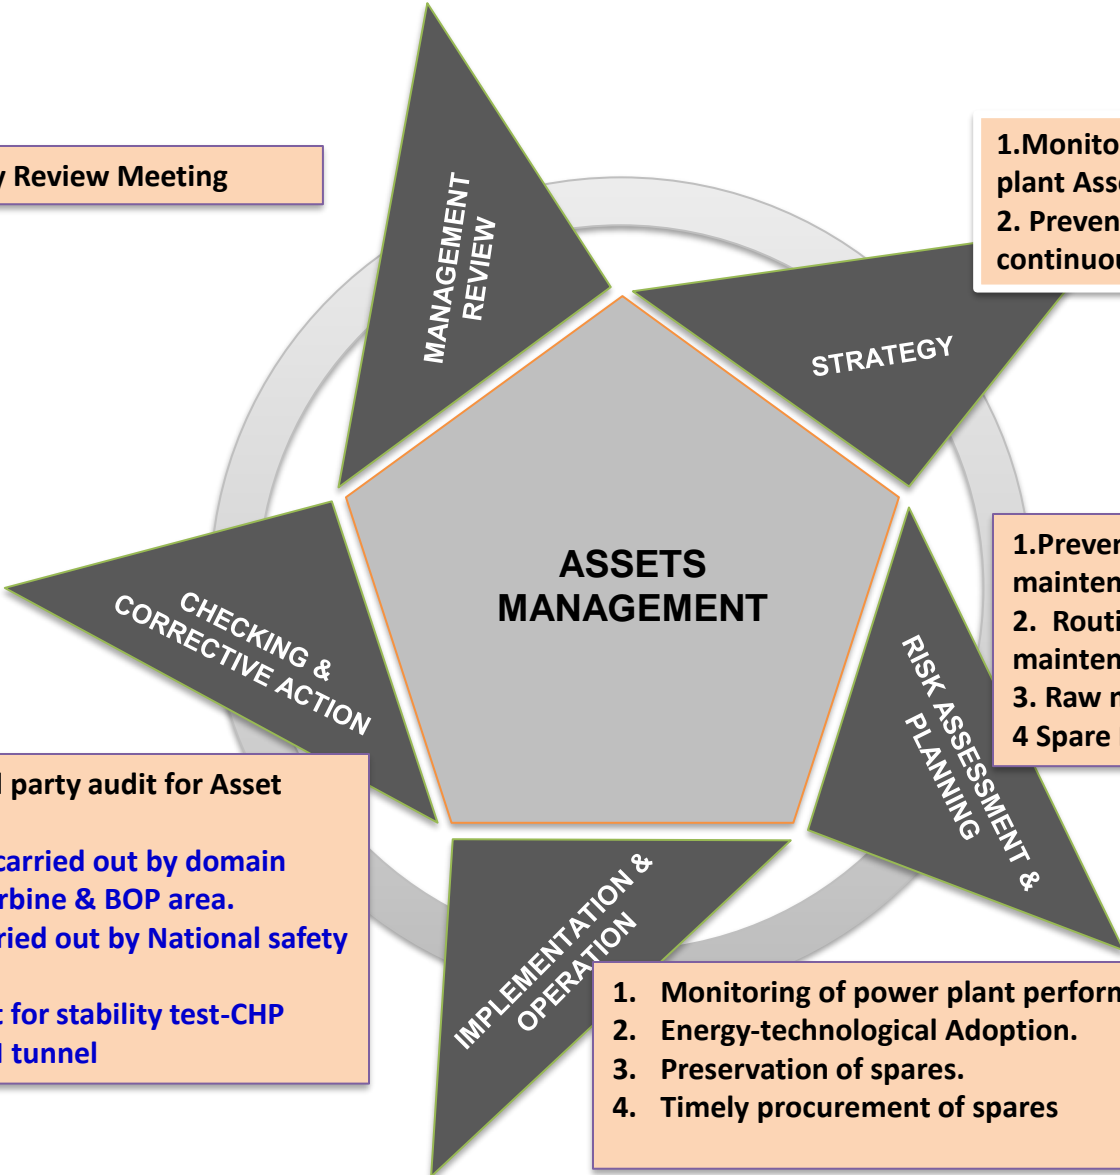 y Review Meeting
MANAGEMENT
REVIEW
1.Monito
plant Asse
2. Preven
continuou
STRATEGY
ASSETS
MANAGEMENT
CHECKING &
CORRECTIVE ACTION
1.Preven
mainten
2. Routi
mainten
3. Raw m
4 Spare
RISK ASSESSMENT &
PLANNING
party audit for Asset
carried out by domain
rbine & BOP area.
ried out by National safety
t for stability test-CHP
tunnel
IMPLEMENTATION &
OPERATION
1. Monitoring of power plant perform
2. Energy-technological Adoption.
3. Preservation of spares.
4. Timely procurement of spares